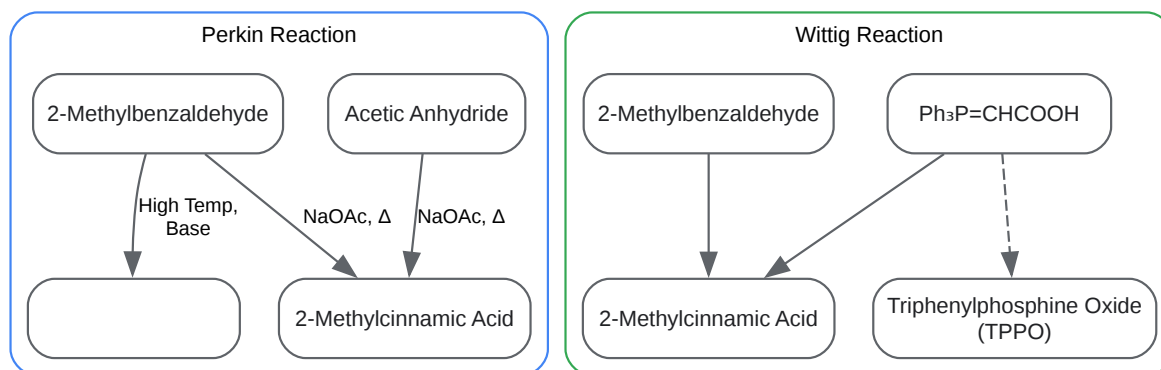 Perkin Reaction
2-Methylbenzaldehyde
Acetic Anhydride
High Temp,
Base
NaOAc, Δ
NaOAc, Δ
2-Methylcinnamic Acid
Wittig Reaction
2-Methylbenzaldehyde
Ph₃P=CHCOOH
2-Methylcinnamic Acid
Triphenylphosphine Oxide
(TPPO)